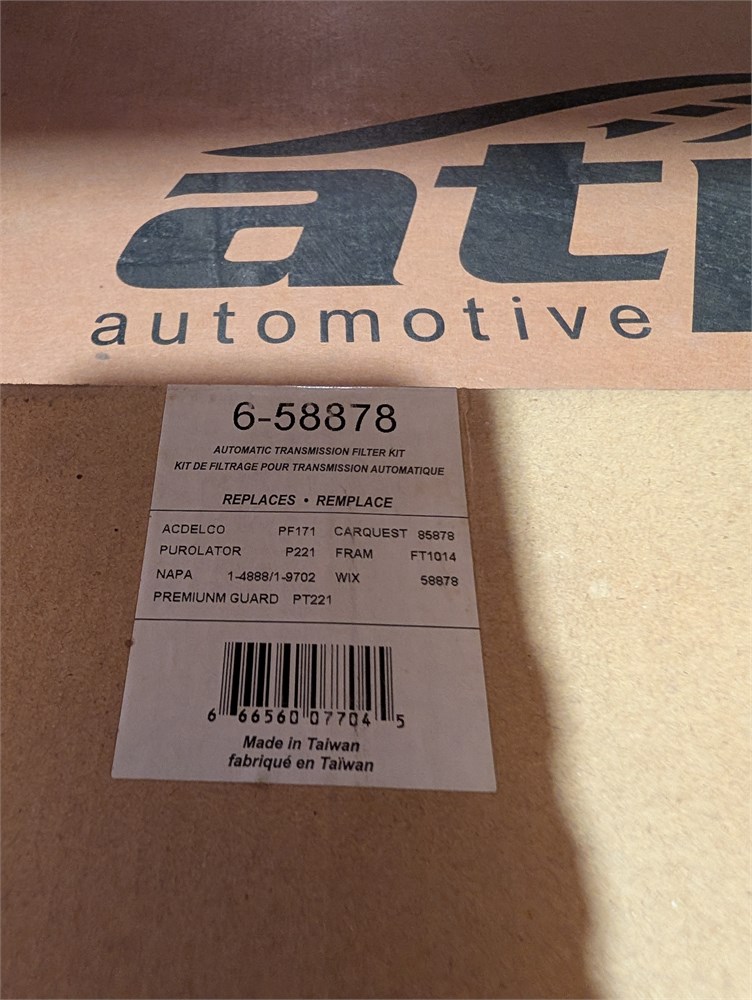 at
automotive
6-58878
AUTOMATIC TRANSMISSION FILTER KIT
KIT DE FILTRAGE POUR TRANSMISSION AUTOMATIQUE
REPLACES • REMPLACE
ACDELCO PF171 CARQUEST 85878
PUROLATOR P221 FRAM FT1014
NAPA 1-4888/1-9702 WIX 58878
PREMIUNM GUARD PT221
6 66560 07704 5
Made in Taiwan
fabriqué en Taïwan